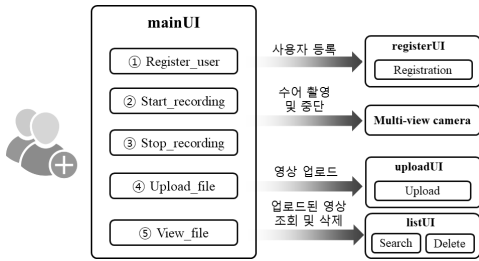 mainUI
① Register_user
② Start_recording
③ Stop_recording
④ Upload_file
⑤ View_file
사용자 등록
수어 촬영
및 중단
영상 업로드
업로드된 영상
조회 및 삭제
registerUI
Registration
Multi-view camera
uploadUI
Upload
listUI
Search Delete